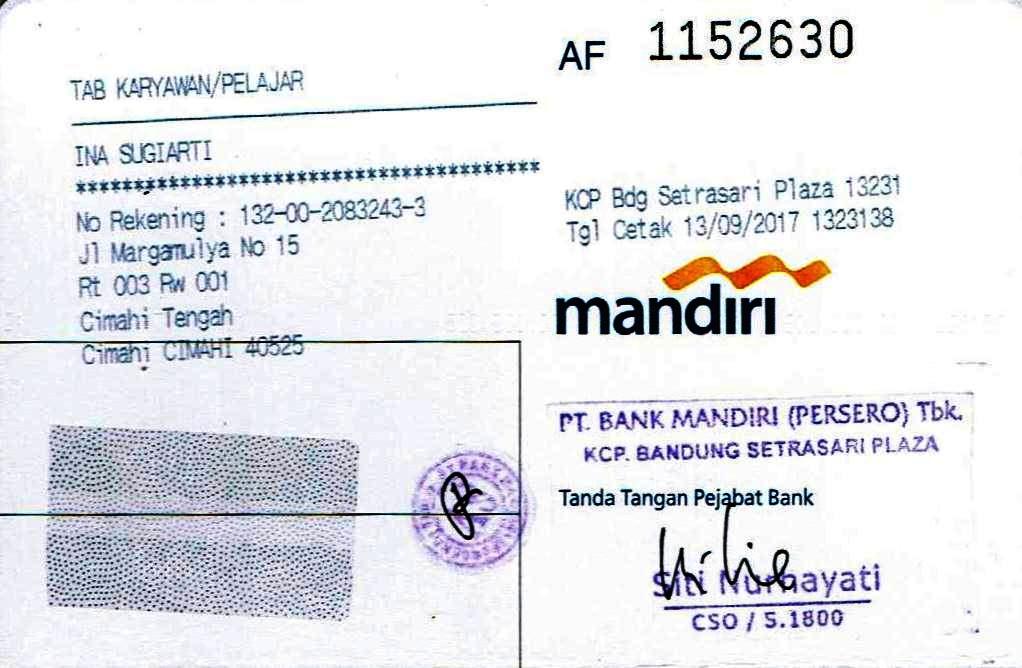 AF 1152630
TAB KARYAWAN/PELAJAR
INA SUGIARTI
****************************************
No Rekening : 132-00-2083243-3
Jl Margamulya No 15
Rt 003 Rw 001
Cimahi Tengah
Cimahi CIMAHI 40525
KCP Bdg Setrasari Plaza 13231
Tgl Cetak 13/09/2017 1323138
mandiri
PT. BANK MANDIRI (PERSERO) Tbk.
KCP. BANDUNG SETRASARI PLAZA
Tanda Tangan Pejabat Bank
Siti Nurhayati
CSO / S.1800